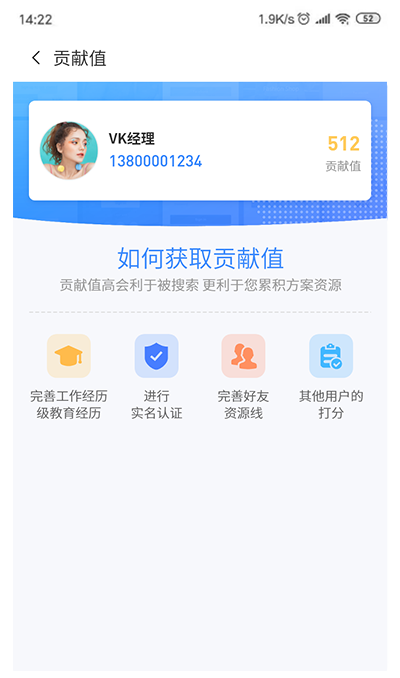 14:22
1.9K/s
52
贡献值
VK经理
13800001234
512
贡献值
如何获取贡献值
贡献值高会利于被搜索 更利于您累积方案资源
完善工作经历
级教育经历
进行
实名认证
完善好友
资源线
其他用户的
打分